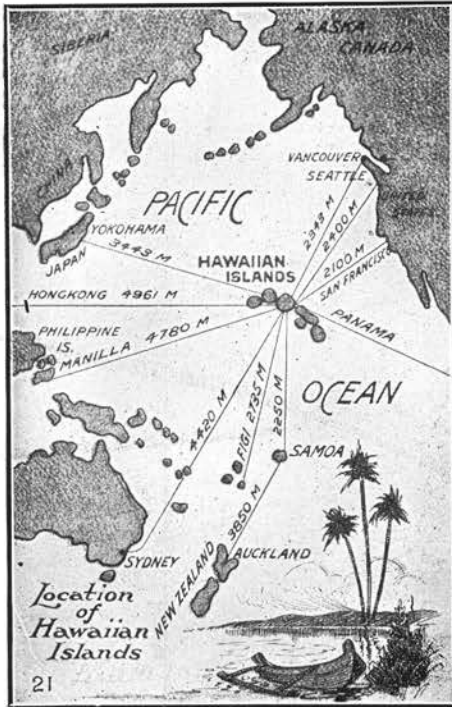 SIBERIA
ALASKA
CANADA
CHINA
VANCOUVER
SEATTLE
UNITED
STATES
PACIFIC
YOKOHAMA
3443 M
JAPAN
2343 M
2400 M
2100 M
SAN FRANCISCO
HAWAIIAN
ISLANDS
HONGKONG 4961 M
PANAMA
PHILIPPINE
IS.
MANILLA 4780 M
OCEAN
4420 M
FIGI 2735 M
2250 M
SAMOA
3850 M
SYDNEY
AUCKLAND
NEW ZEALAND
Location
of
Hawaiian
Islands
21